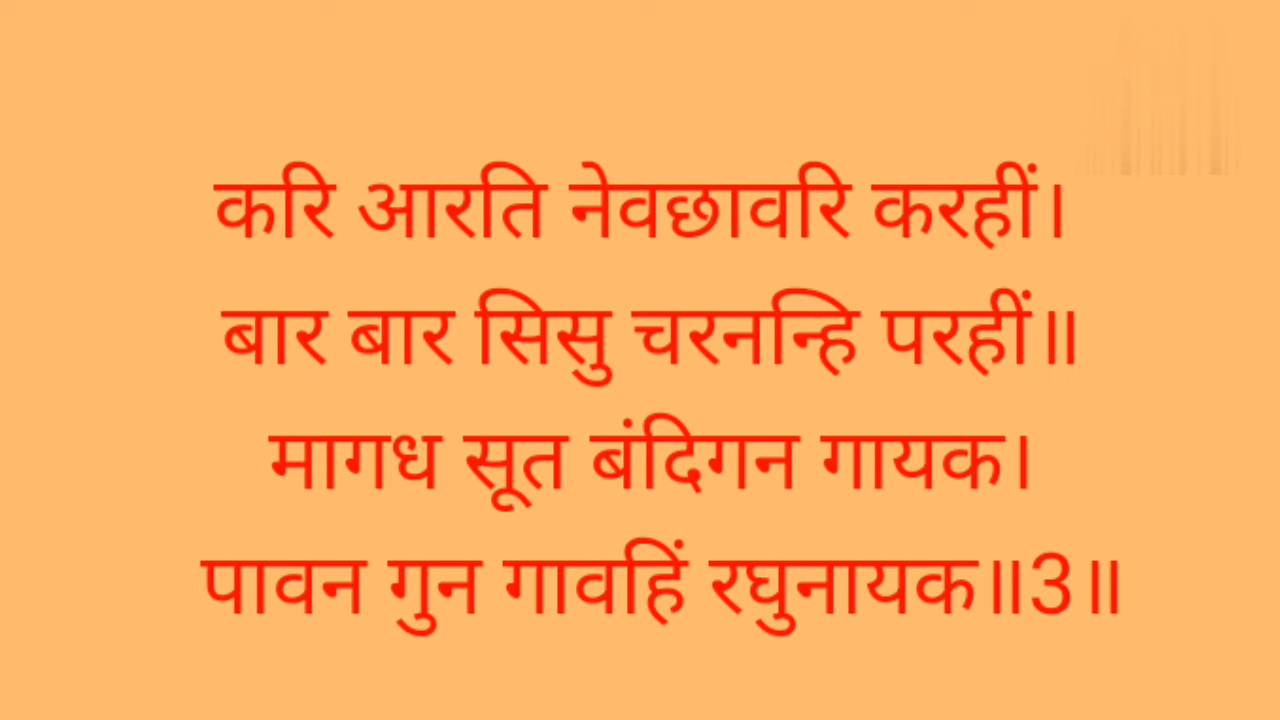 करि आरति नेवछावरि करहीं।
बार बार सिसु चरनन्हि परहीं॥
मागध सूत बंदिगन गायक।
पावन गुन गावहिं रघुनायक॥3॥